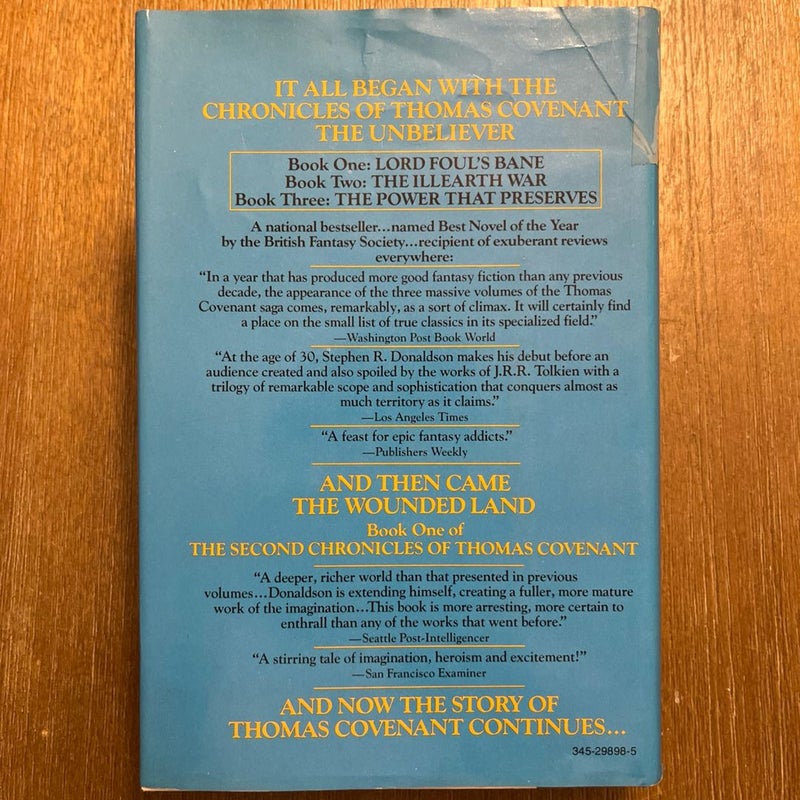 IT ALL BEGAN WITH THE
CHRONICLES OF THOMAS COVENANT
THE UNBELIEVER
Book One: LORD FOUL'S BANE
Book Two: THE ILLEARTH WAR
Book Three: THE POWER THAT PRESERVES
A national bestseller...named Best Novel of the Year
by the British Fantasy Society...recipient of exuberant reviews
everywhere:
“In a year that has produced more good fantasy fiction than any previous
decade, the appearance of the three massive volumes of the Thomas
Covenant saga comes, remarkably, as a sort of climax. It will certainly find
a place on the small list of true classics in its specialized field.”
—Washington Post Book World
“At the age of 30, Stephen R. Donaldson makes his debut before an
audience created and also spoiled by the works of J.R.R. Tolkien with a
trilogy of remarkable scope and sophistication that conquers almost as
much territory as it claims.”
—Los Angeles Times
“A feast for epic fantasy addicts.”
—Publishers Weekly
AND THEN CAME
THE WOUNDED LAND
Book One of
THE SECOND CHRONICLES OF THOMAS COVENANT
“A deeper, richer world than that presented in previous
volumes...Donaldson is extending himself, creating a fuller, more mature
work of the imagination...This book is more arresting, more certain to
enthrall than any of the works that went before.”
—Seattle Post-Intelligencer
“A stirring tale of imagination, heroism and excitement!”
—San Francisco Examiner
AND NOW THE STORY OF
THOMAS COVENANT CONTINUES...
345-29898-5